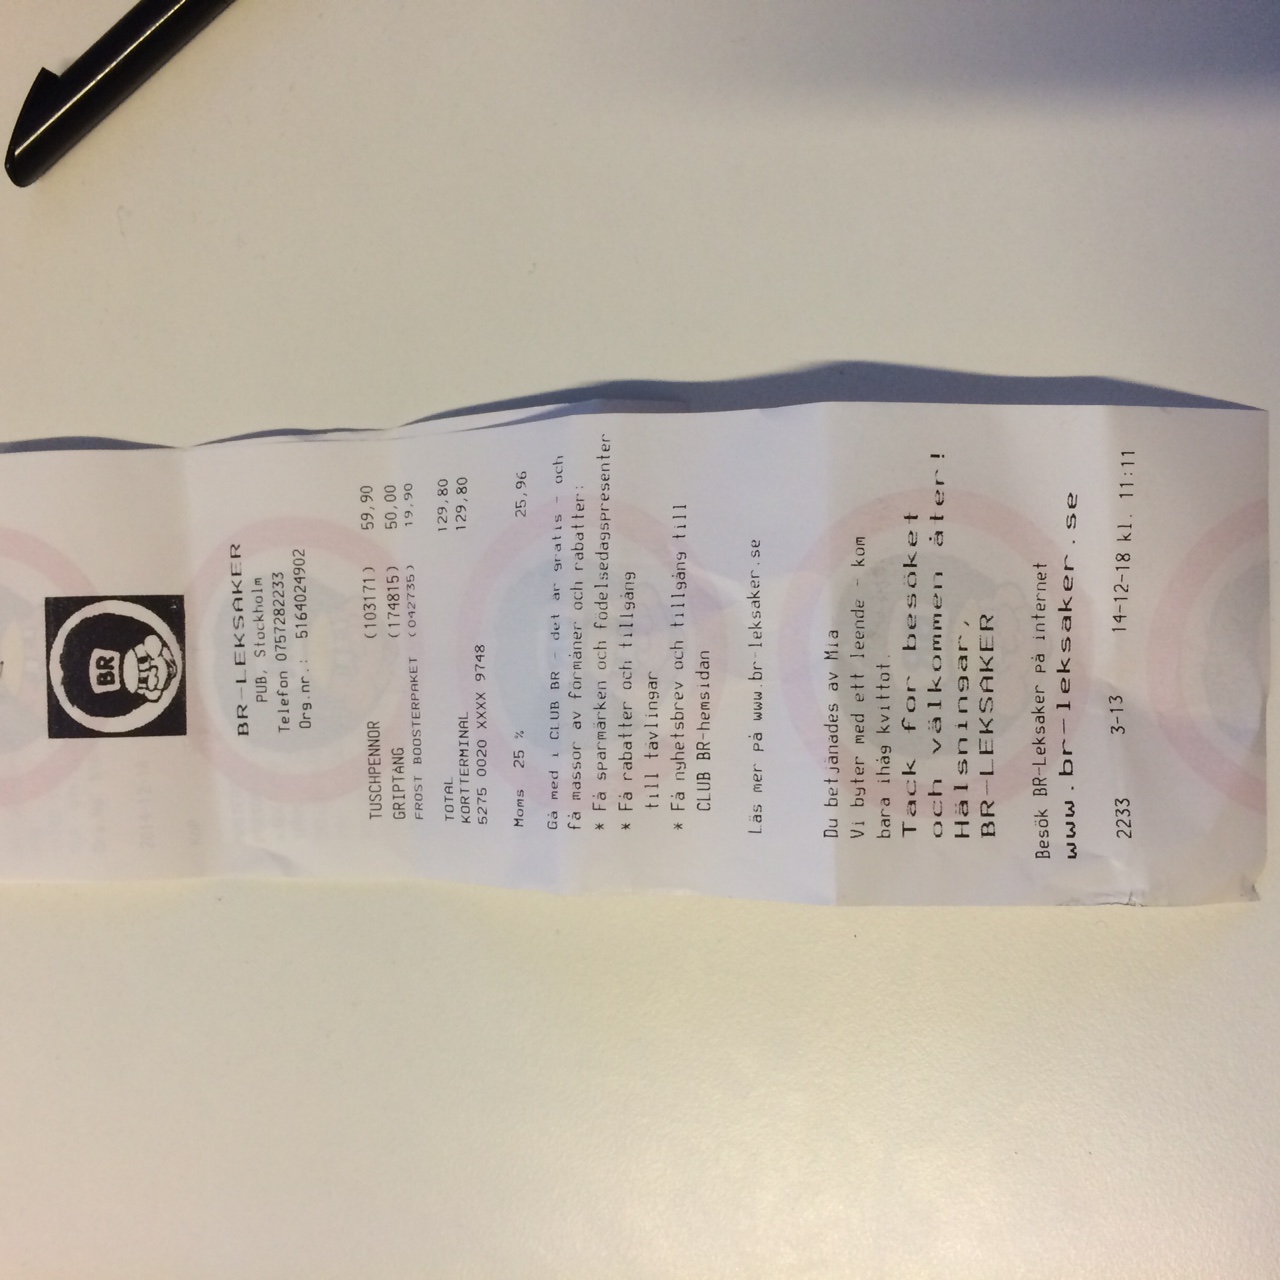 BR
BR-LEKSAKER
PUB, Stockholm
Telefon 0757282233
Org.nr.: 5164024902
TUSCHPENNOR (103171) 59,90
GRIPTANG (174815) 50,00
FROST BOOSTERPAKET (042735) 19,90
TOTAL 129,80
KORTTERMINAL 129,80
5275 0020 XXXX 9748
Moms 25 % 25,96
Gå med i CLUB BR - det är gratis - och
få massor av förmåner och rabatter:
* Få sparmärken och födelsedagspresenter
* Få rabatter och tillgång
till tävlingar
* Få nyhetsbrev och tillgång till
CLUB BR-hemsidan
Läs mer på www.br-leksaker.se
Du betjänades av Mia
Vi byter med ett leende - kom
bara ihåg kvittot.
Tack for besöket
och välkommen åter!
Hälsningar,
BR-LEKSAKER
Besök BR-Leksaker på internet
www.br-leksaker.se
2233 3-13 14-12-18 kl. 11:11